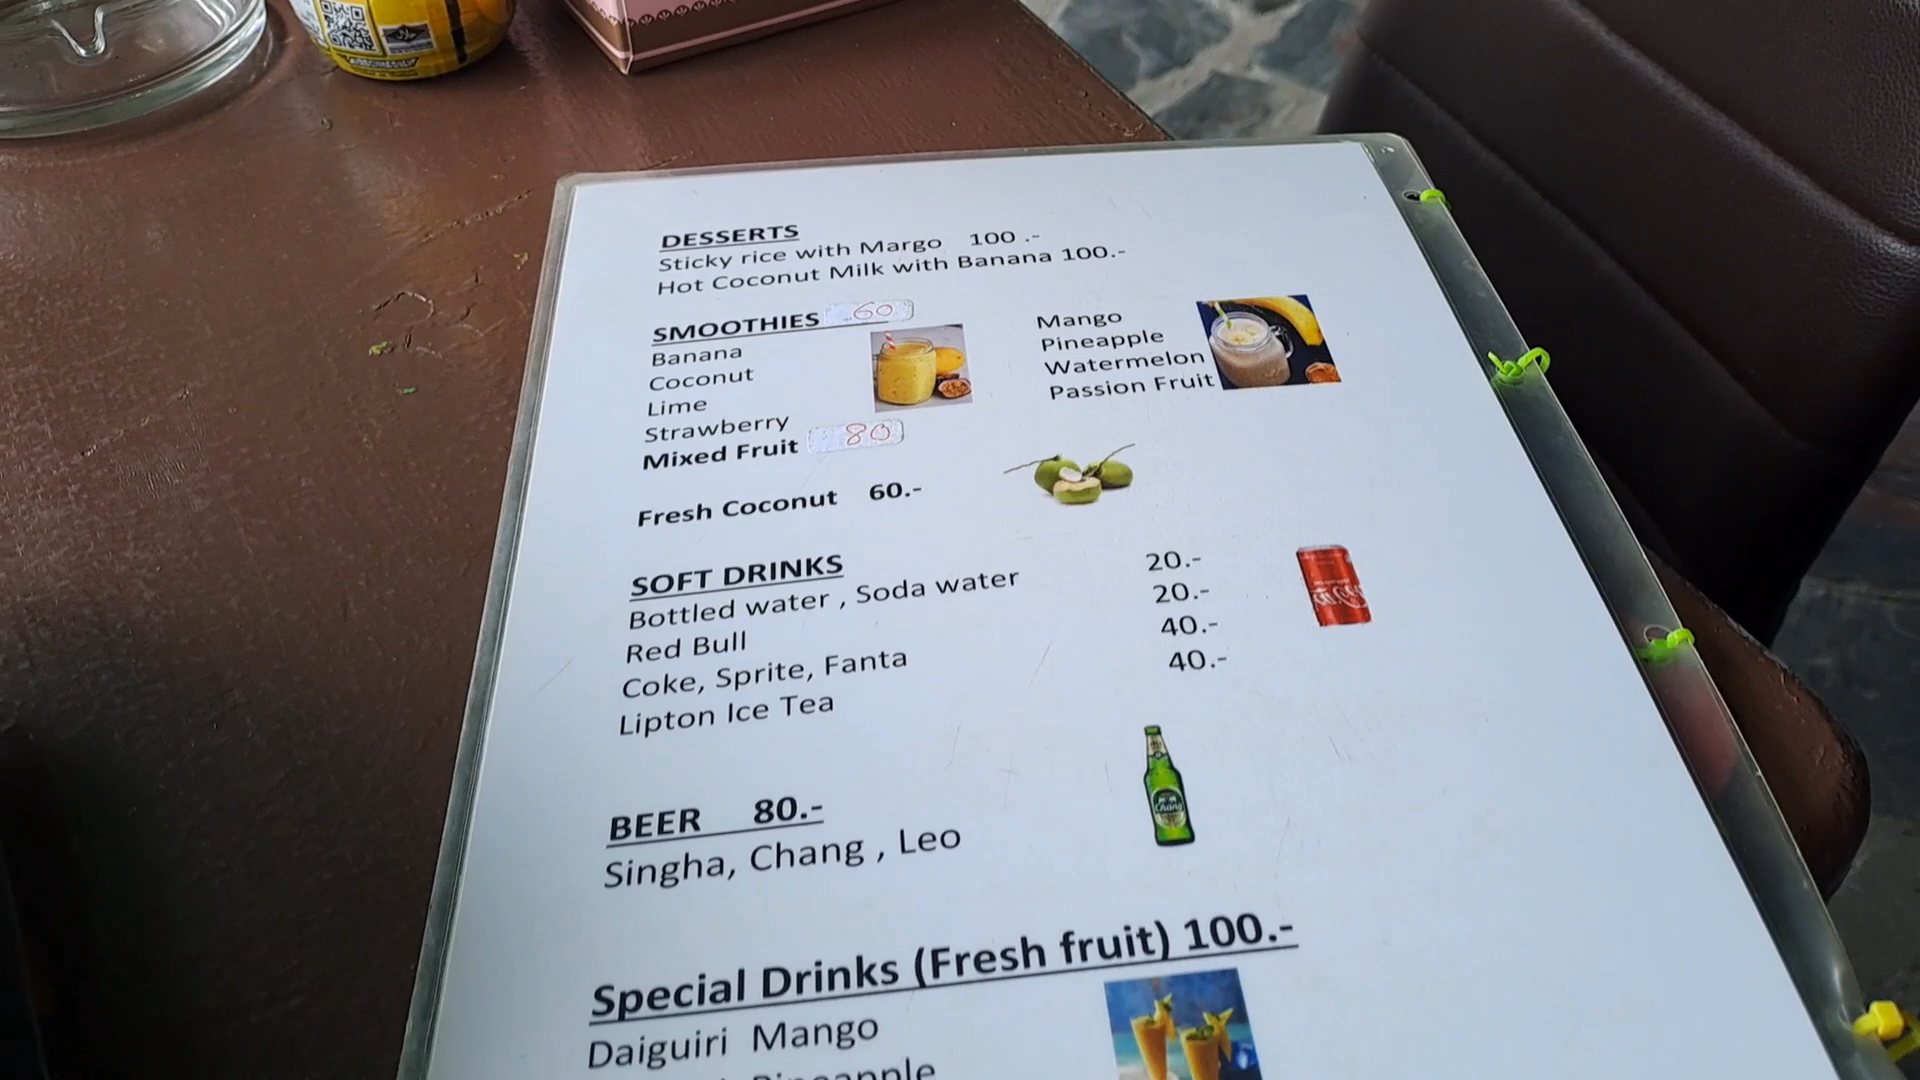 DESSERTS
Sticky rice with Margo 100 .-
Hot Coconut Milk with Banana 100.-
SMOOTHIES 60
Banana
Coconut
Lime
Strawberry
Mixed Fruit 80
Mango
Pineapple
Watermelon
Passion Fruit
Fresh Coconut 60.-
SOFT DRINKS
Bottled water , Soda water 20.-
Red Bull 20.-
Coke, Sprite, Fanta 40.-
Lipton Ice Tea 40.-
BEER 80.-
Singha, Chang , Leo
Chang
Special Drinks (Fresh fruit) 100.-
Daiguiri Mango
Pineapple